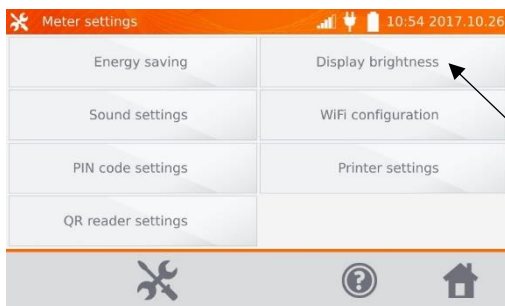 Meter settings
10:54 2017.10.26
Energy saving
Display brightness
Sound settings
WiFi configuration
PIN code settings
Printer settings
QR reader settings
?